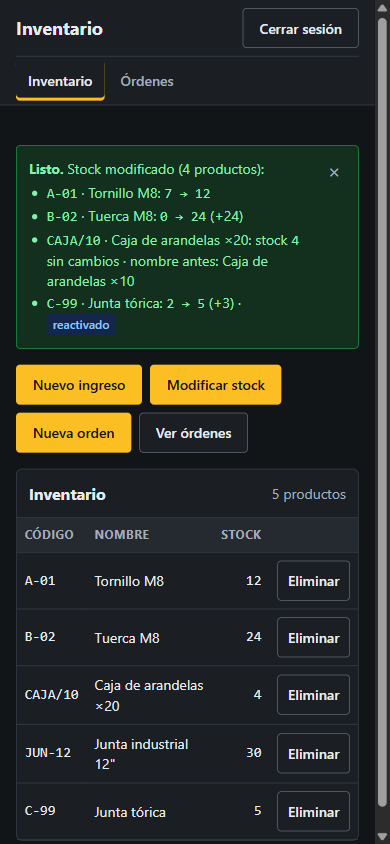 Inventario
Cerrar sesión
Inventario
Órdenes
Listo. Stock modificado (4 productos):
×
• A-01 · Tornillo M8: 7 → 12
• B-02 · Tuerca M8: 0 → 24 (+24)
• CAJA/10 · Caja de arandelas ×20: stock 4
sin cambios · nombre antes: Caja de
arandelas ×10
• C-99 · Junta tórica: 2 → 5 (+3) ·
reactivado
Nuevo ingreso
Modificar stock
Nueva orden
Ver órdenes
Inventario
5 productos
CÓDIGO NOMBRE STOCK
A-01 Tornillo M8 12 Eliminar
B-02 Tuerca M8 24 Eliminar
CAJA/10 Caja de arandelas
×20 4 Eliminar
JUN-12 Junta industrial
12" 30 Eliminar
C-99 Junta tórica 5 Eliminar